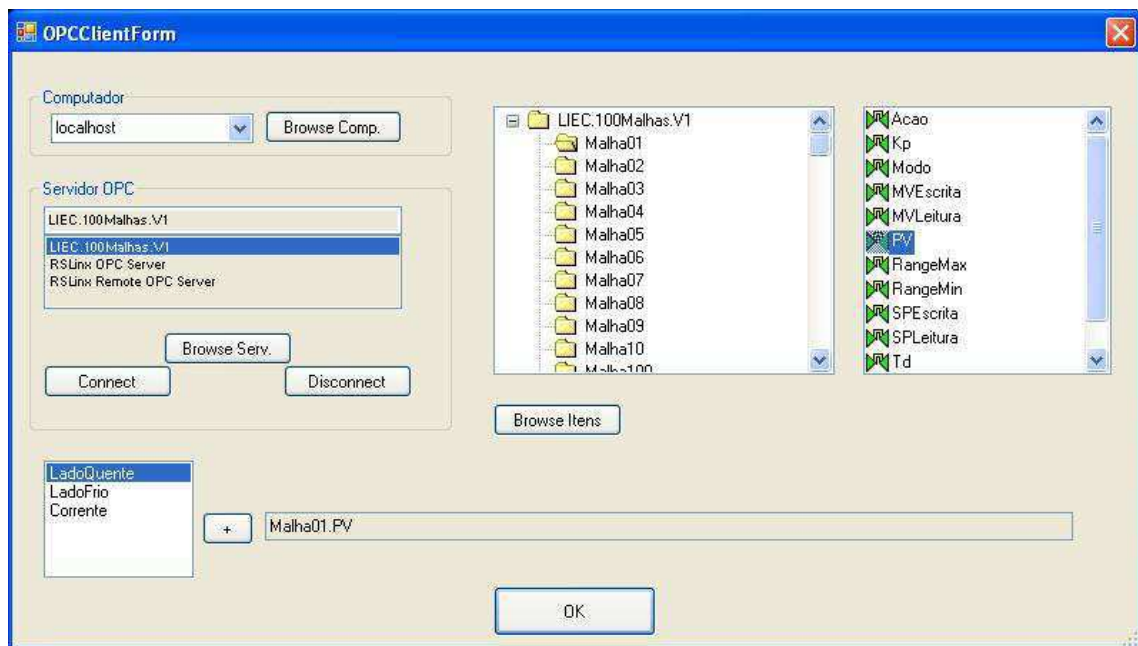 OPCClientForm
Computador
localhost
Browse Comp.
Servidor OPC
LIEC.100Malhas.V1
LIEC.100Malhas.V1
RSLinx OPC Server
RSLinx Remote OPC Server
Browse Serv.
Connect
Disconnect
LIEC.100Malhas.V1
Malha01
Malha02
Malha03
Malha04
Malha05
Malha06
Malha07
Malha08
Malha09
Malha10
Malha100
Acao
Kp
Modo
MVEscrita
MVLeitura
PV
RangeMax
RangeMin
SPEscrita
SPLeitura
Td
Browse Itens
LadoQuente
LadoFrio
Corrente
+
Malha01.PV
OK